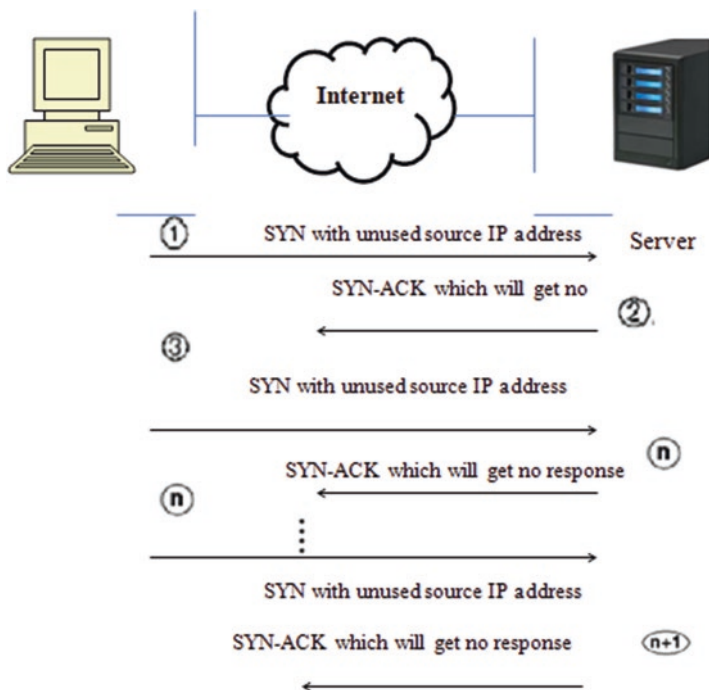 Internet
①
SYN with unused source IP address
Server
SYN-ACK which will get no
②
③
SYN with unused source IP address
ⓝ
SYN-ACK which will get no response
ⓝ
SYN with unused source IP address
SYN-ACK which will get no response
n+1